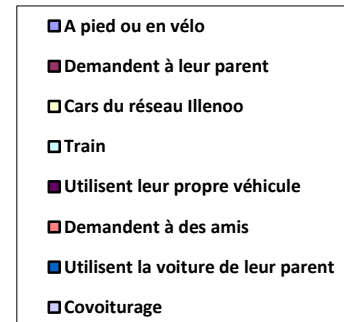 A pied ou en vélo
Demandent à leur parent
Cars du réseau Illenoo
Train
Utilisent leur propre véhicule
Demandent à des amis
Utilisent la voiture de leur parent
Covoiturage